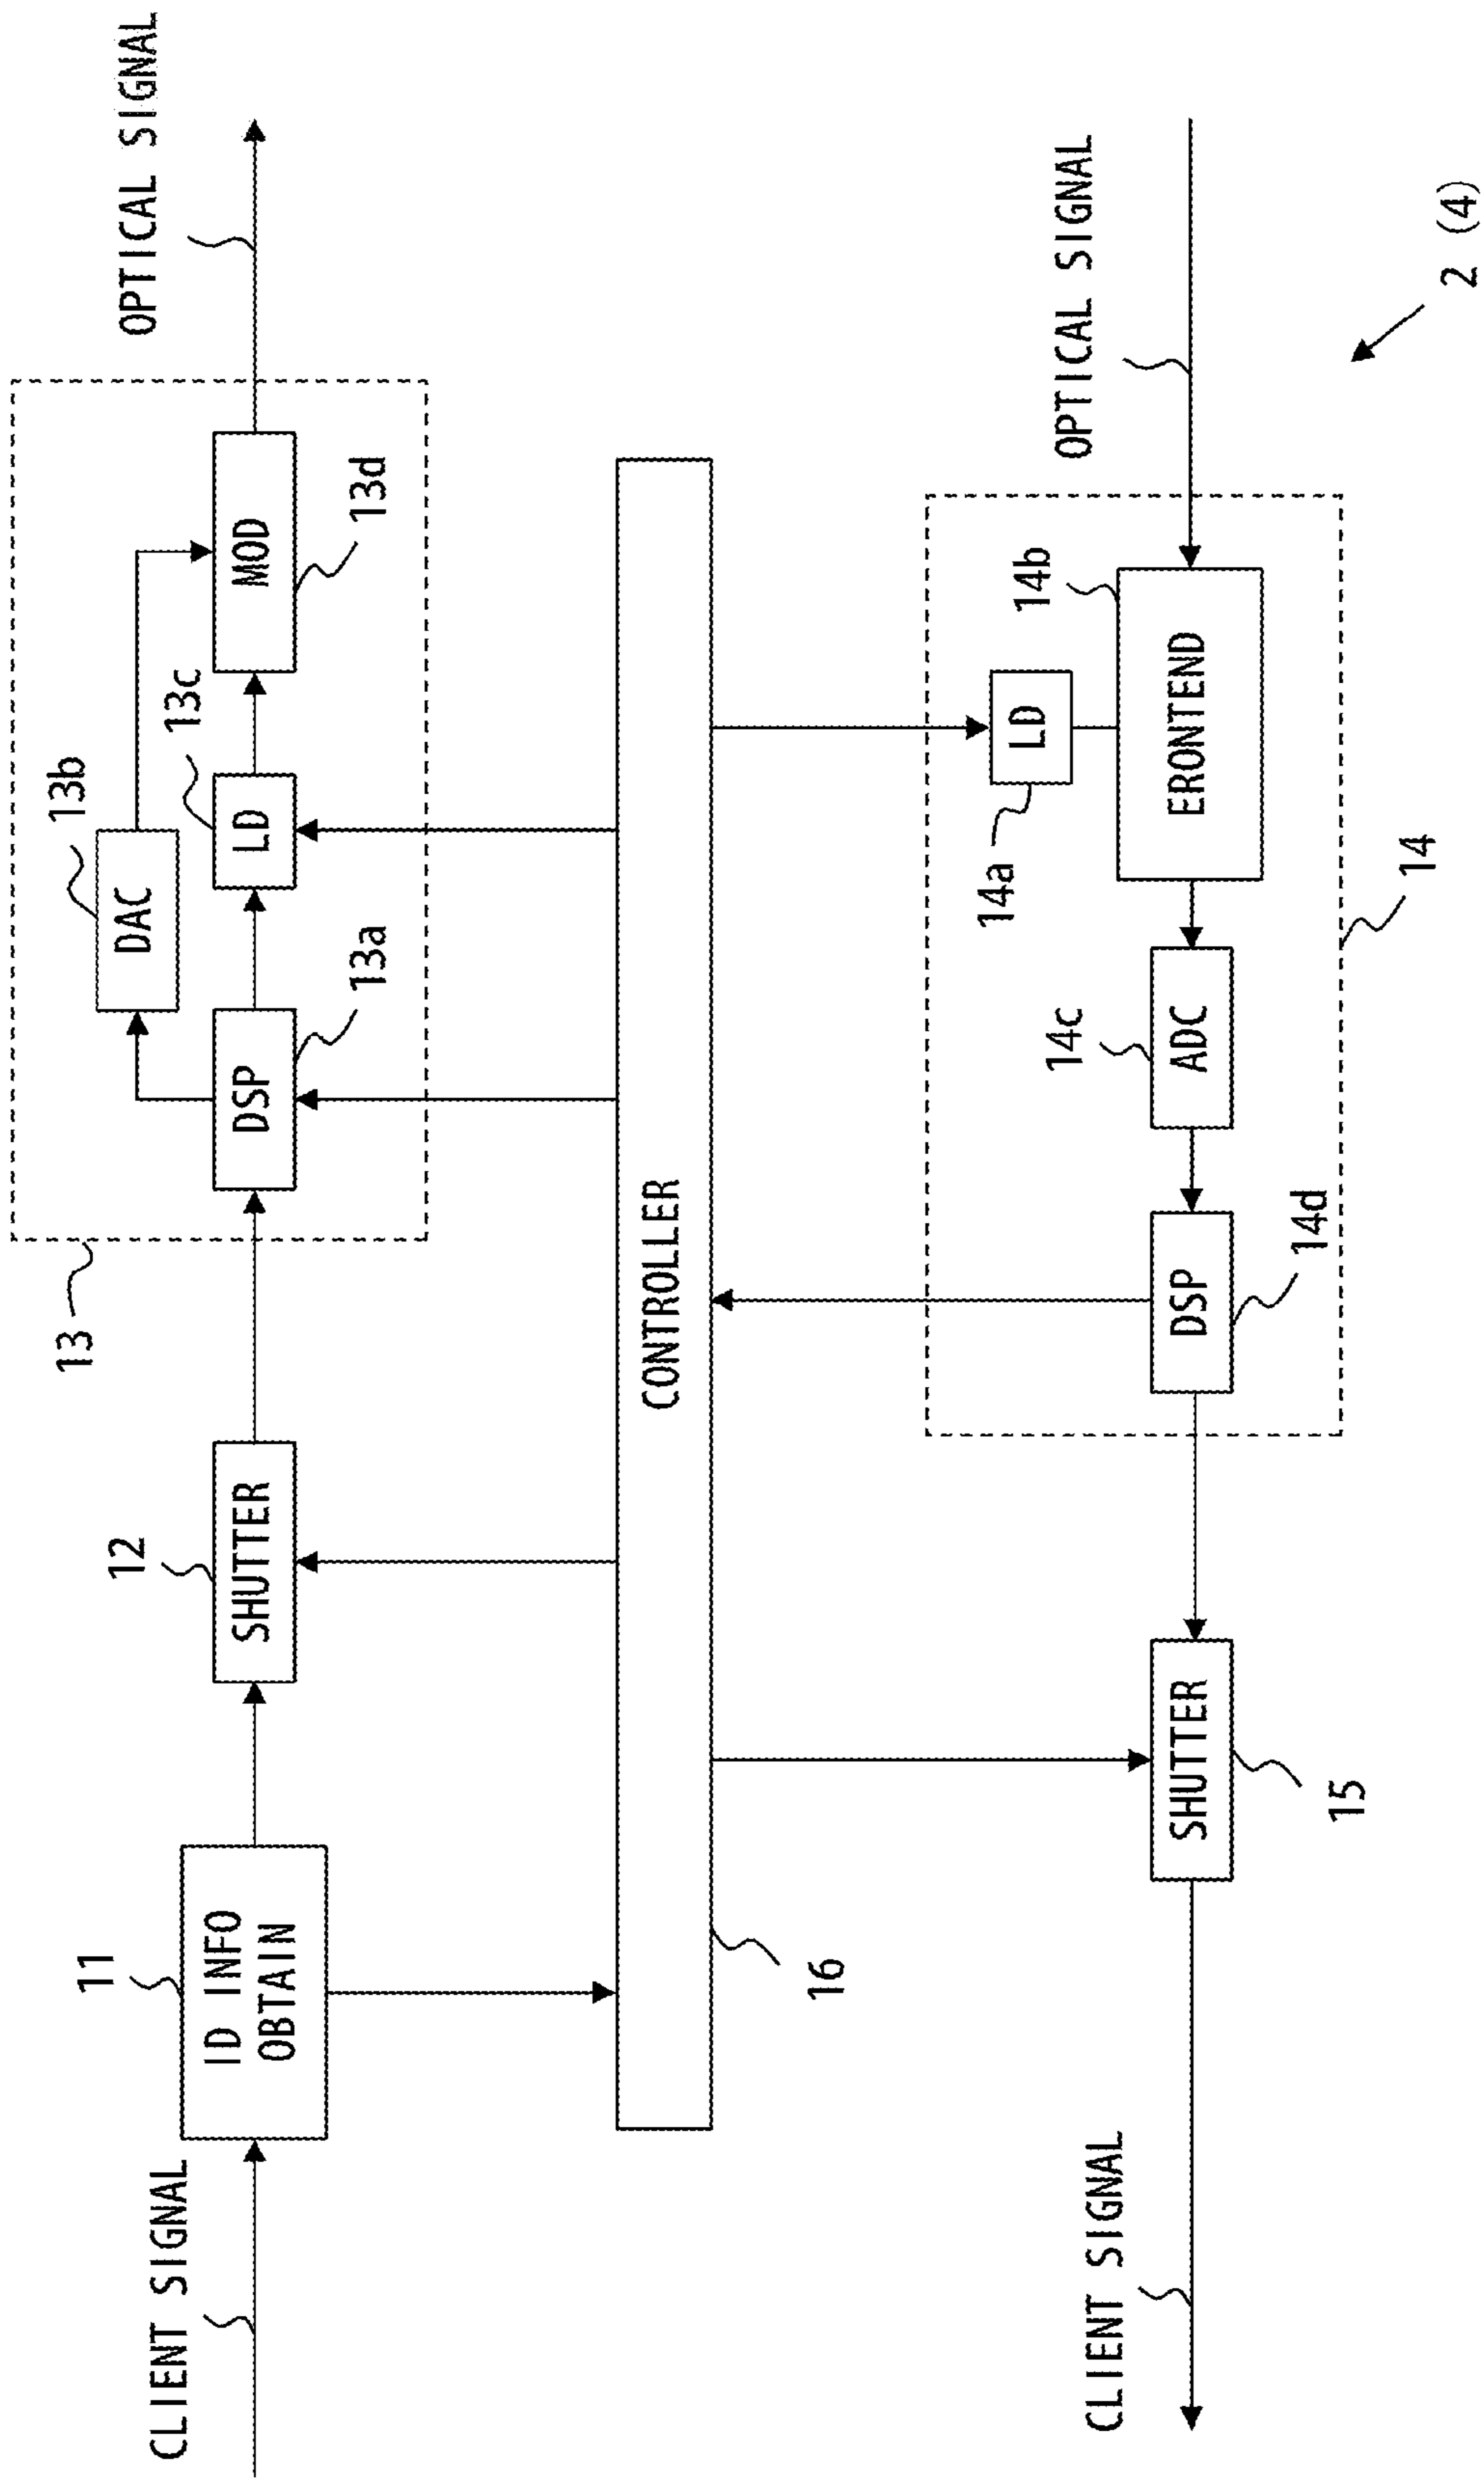 OPTICAL SIGNAL
13
13b
DAC
13c
DSP
LD
MOD
13a
13d
12
SHUTTER
11
ID INFO
OBTAIN
CLIENT SIGNAL
CONTROLLER
16
OPTICAL SIGNAL
14b
LD
14a
ERONTEND
14c
ADC
DSP
14d
14
SHUTTER
15
CLIENT SIGNAL
2 (4)